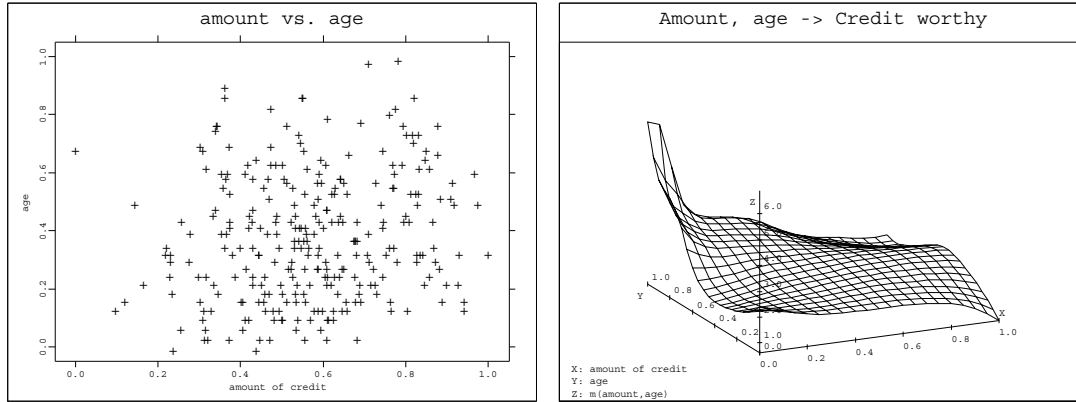 amount vs. age
1.0
0.8
0.6
0.4
0.2
0.0
age
0.0 0.2 0.4 0.6 0.8 1.0
amount of credit
Amount, age -> Credit worthy
Z
6.0
4.0
1.0
0.8
0.6
0.4
0.2
Y
0.0
0.0
0.2
0.4
0.6
0.8
1.0
X
X: amount of credit
Y: age
Z: m(amount,age)